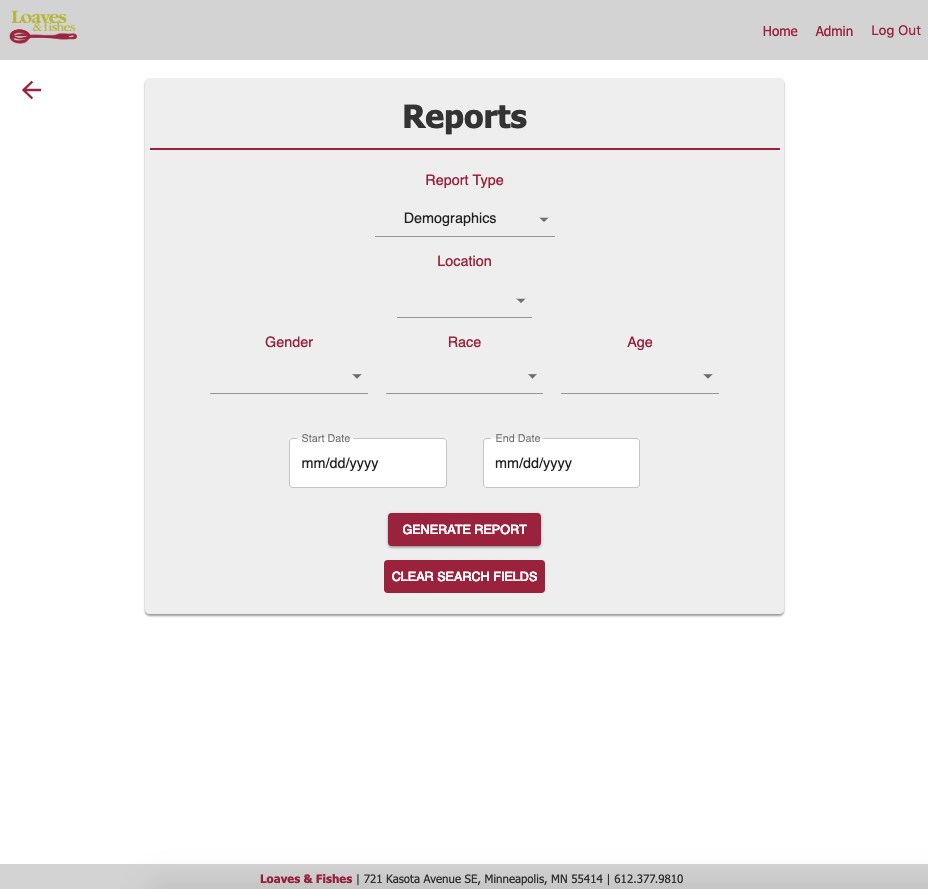 Loaves
& Fishes
Home Admin Log Out
Reports
Report Type
Demographics
Location
Gender Race Age
Start Date End Date
mm/dd/yyyy mm/dd/yyyy
GENERATE REPORT
CLEAR SEARCH FIELDS
Loaves & Fishes | 721 Kasota Avenue SE, Minneapolis, MN 55414 | 612.377.9810